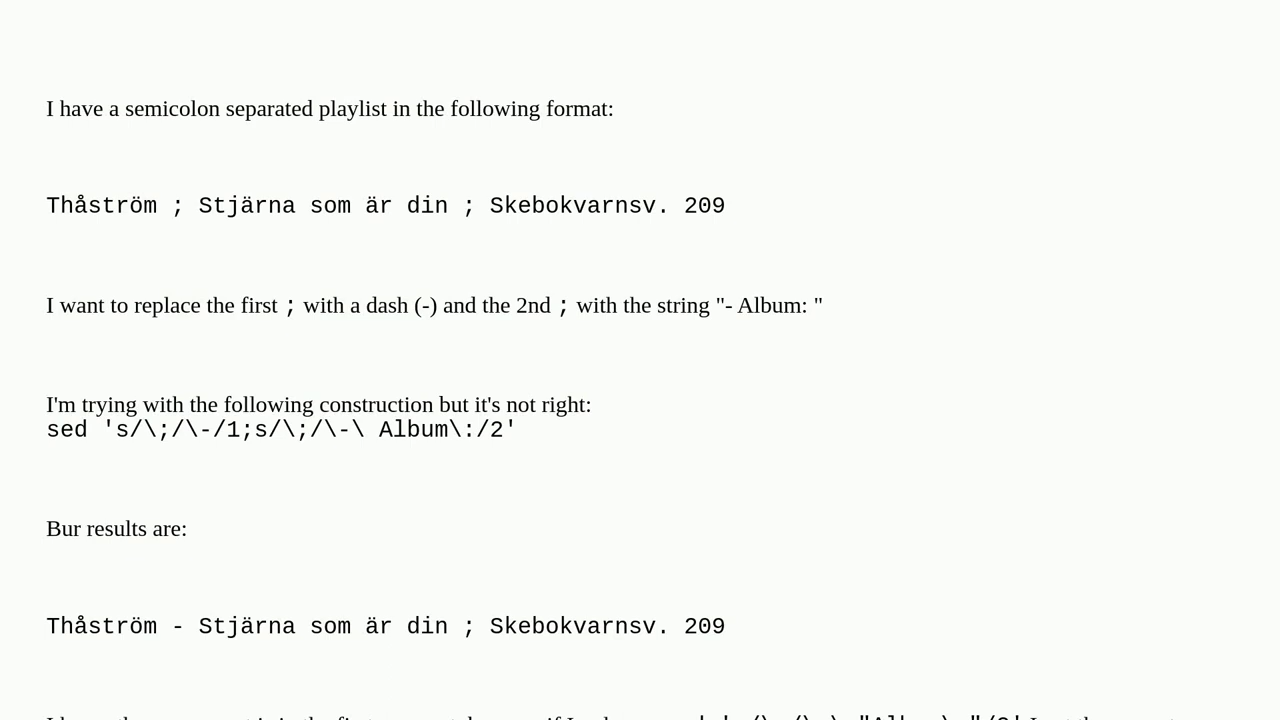 I have a semicolon separated playlist in the following format:
Thåström ; Stjärna som är din ; Skebokvarnsv. 209
I want to replace the first ; with a dash (-) and the 2nd ; with the string "- Album: "
I'm trying with the following construction but it's not right:
sed 's/\;/\-/1;s/\;/\-\ Album\:/2'
Bur results are:
Thåström - Stjärna som är din ; Skebokvarnsv. 209